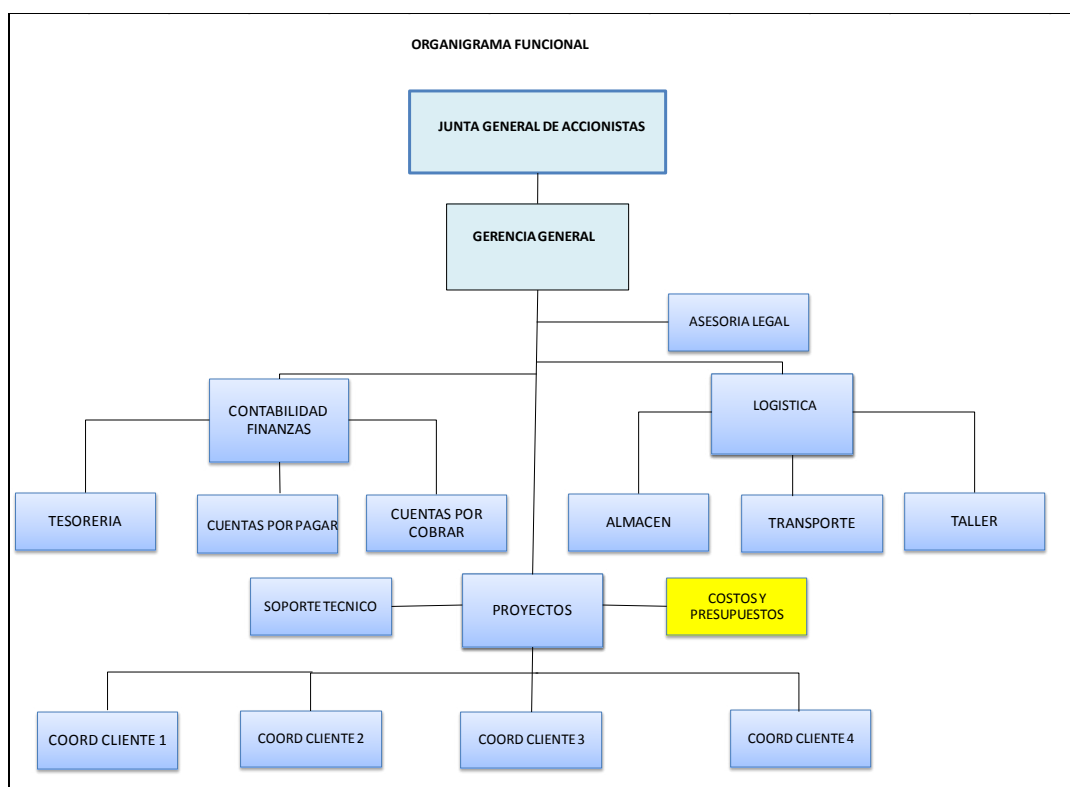 ORGANIGRAMA FUNCIONAL
JUNTA GENERAL DE ACCIONISTAS
GERENCIA GENERAL
ASESORIA LEGAL
CONTABILIDAD
FINANZAS
LOGISTICA
TESORERIA
CUENTAS POR PAGAR
CUENTAS POR
COBRAR
ALMACEN
TRANSPORTE
TALLER
SOPORTE TECNICO
PROYECTOS
COSTOS Y
PRESUPUESTOS
COORD CLIENTE 1
COORD CLIENTE 2
COORD CLIENTE 3
COORD CLIENTE 4